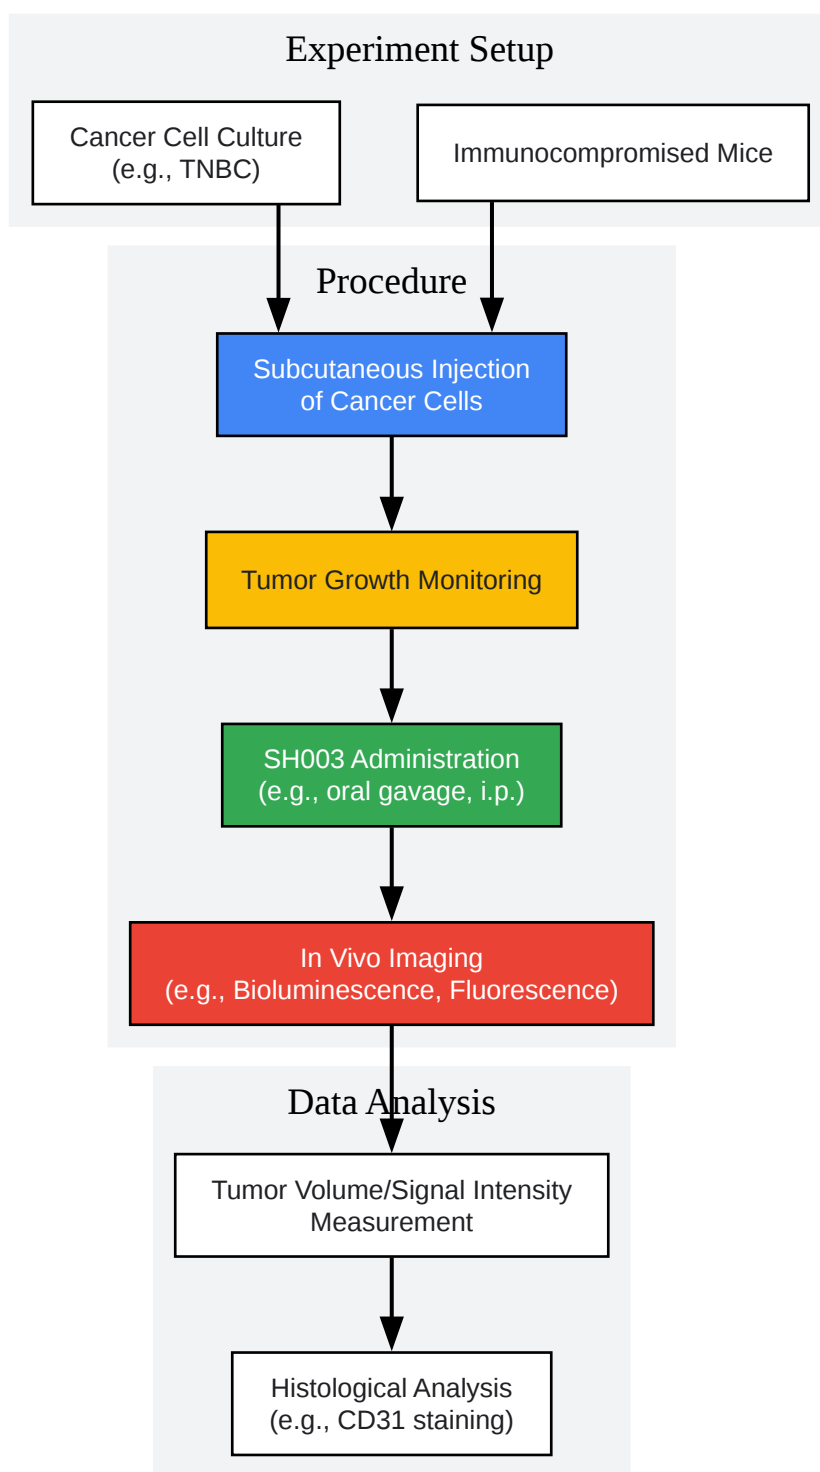 Experiment Setup
Cancer Cell Culture
(e.g., TNBC)
Immunocompromised Mice
Procedure
Subcutaneous Injection
of Cancer Cells
Tumor Growth Monitoring
SH003 Administration
(e.g., oral gavage, i.p.)
In Vivo Imaging
(e.g., Bioluminescence, Fluorescence)
Data Analysis
Tumor Volume/Signal Intensity
Measurement
Histological Analysis
(e.g., CD31 staining)